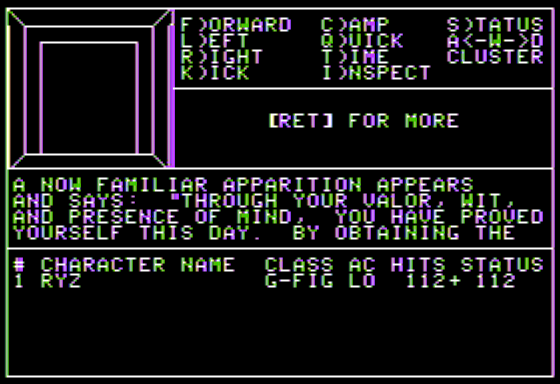 F)ORWARD C)AMP S)TATUS
L)EFT Q)UICK A<-W->D
R)IGHT T)IME CLUSTER
K)ICK I)NSPECT
[RET] FOR MORE
A NOW FAMILIAR APPARITION APPEARS
AND SAYS: "THROUGH YOUR VALOR, WIT,
AND PRESENCE OF MIND, YOU HAVE PROVED
YOURSELF THIS DAY. BY OBTAINING THE
# CHARACTER NAME CLASS AC HITS STATUS
1 RYZ G-FIG LO 112+ 112